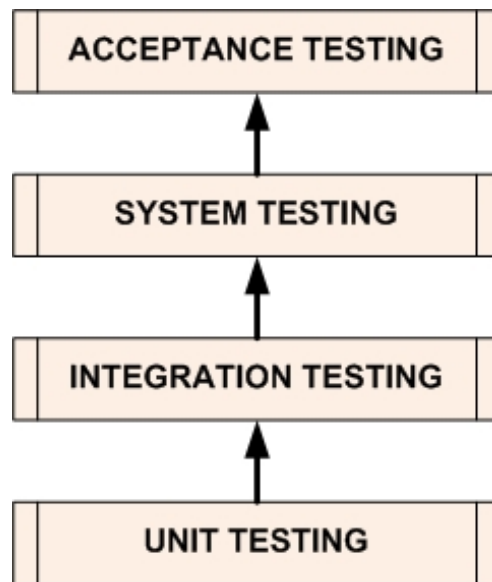 ACCEPTANCE TESTING
SYSTEM TESTING
INTEGRATION TESTING
UNIT TESTING